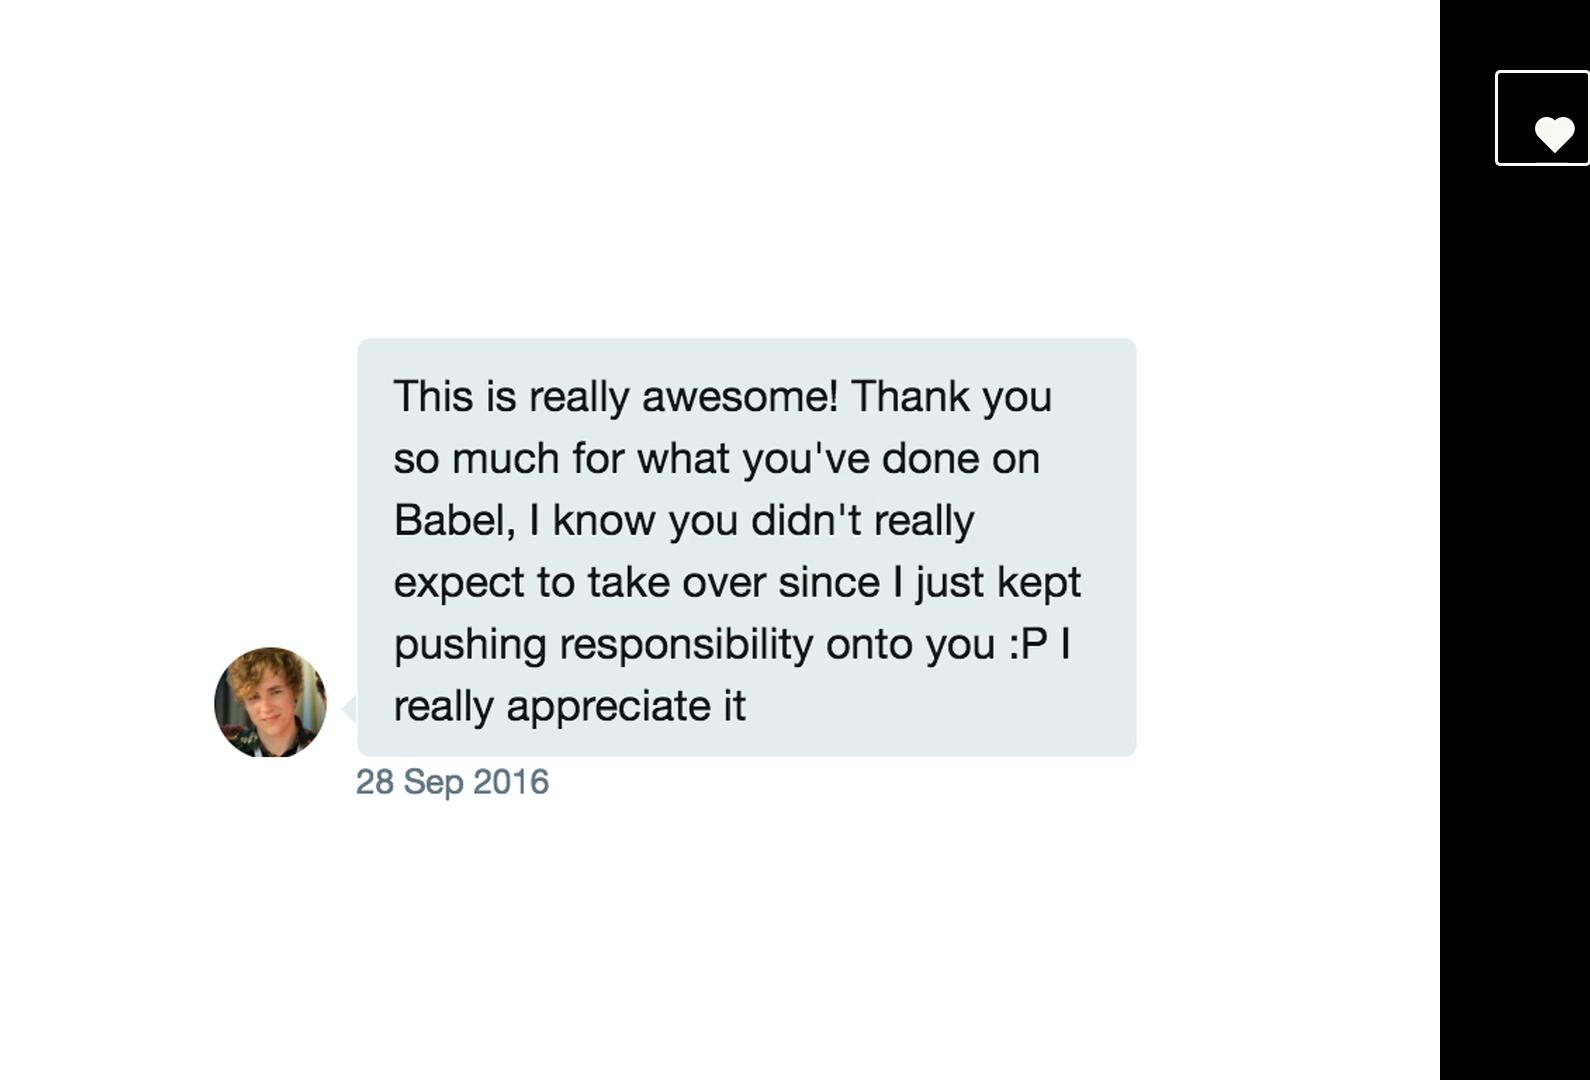 This is really awesome! Thank you
so much for what you've done on
Babel, I know you didn't really
expect to take over since I just kept
pushing responsibility onto you :P I
really appreciate it
28 Sep 2016